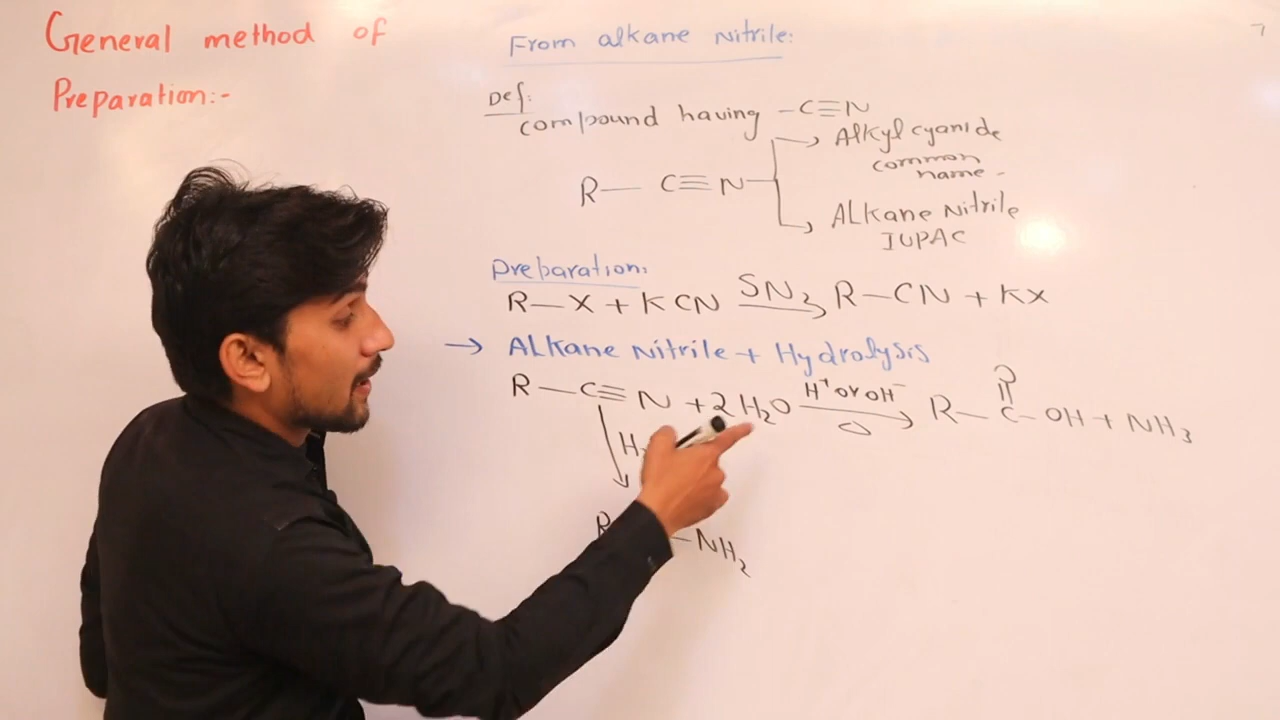 General method of
Preparation:-
From alkane Nitrile:
Def:
compound having -C≡N
Alkyl cyanide
common
name -
R— C≡N
ALkane Nitrile
IUPAC
Preparation:
R—X + KCN SN2 R—CN + KX
→ ALkane Nitrile + Hydrolysis
R—C≡N + 2H2O H+ or OH- R—C-OH + NH3
O
H
R —NH2